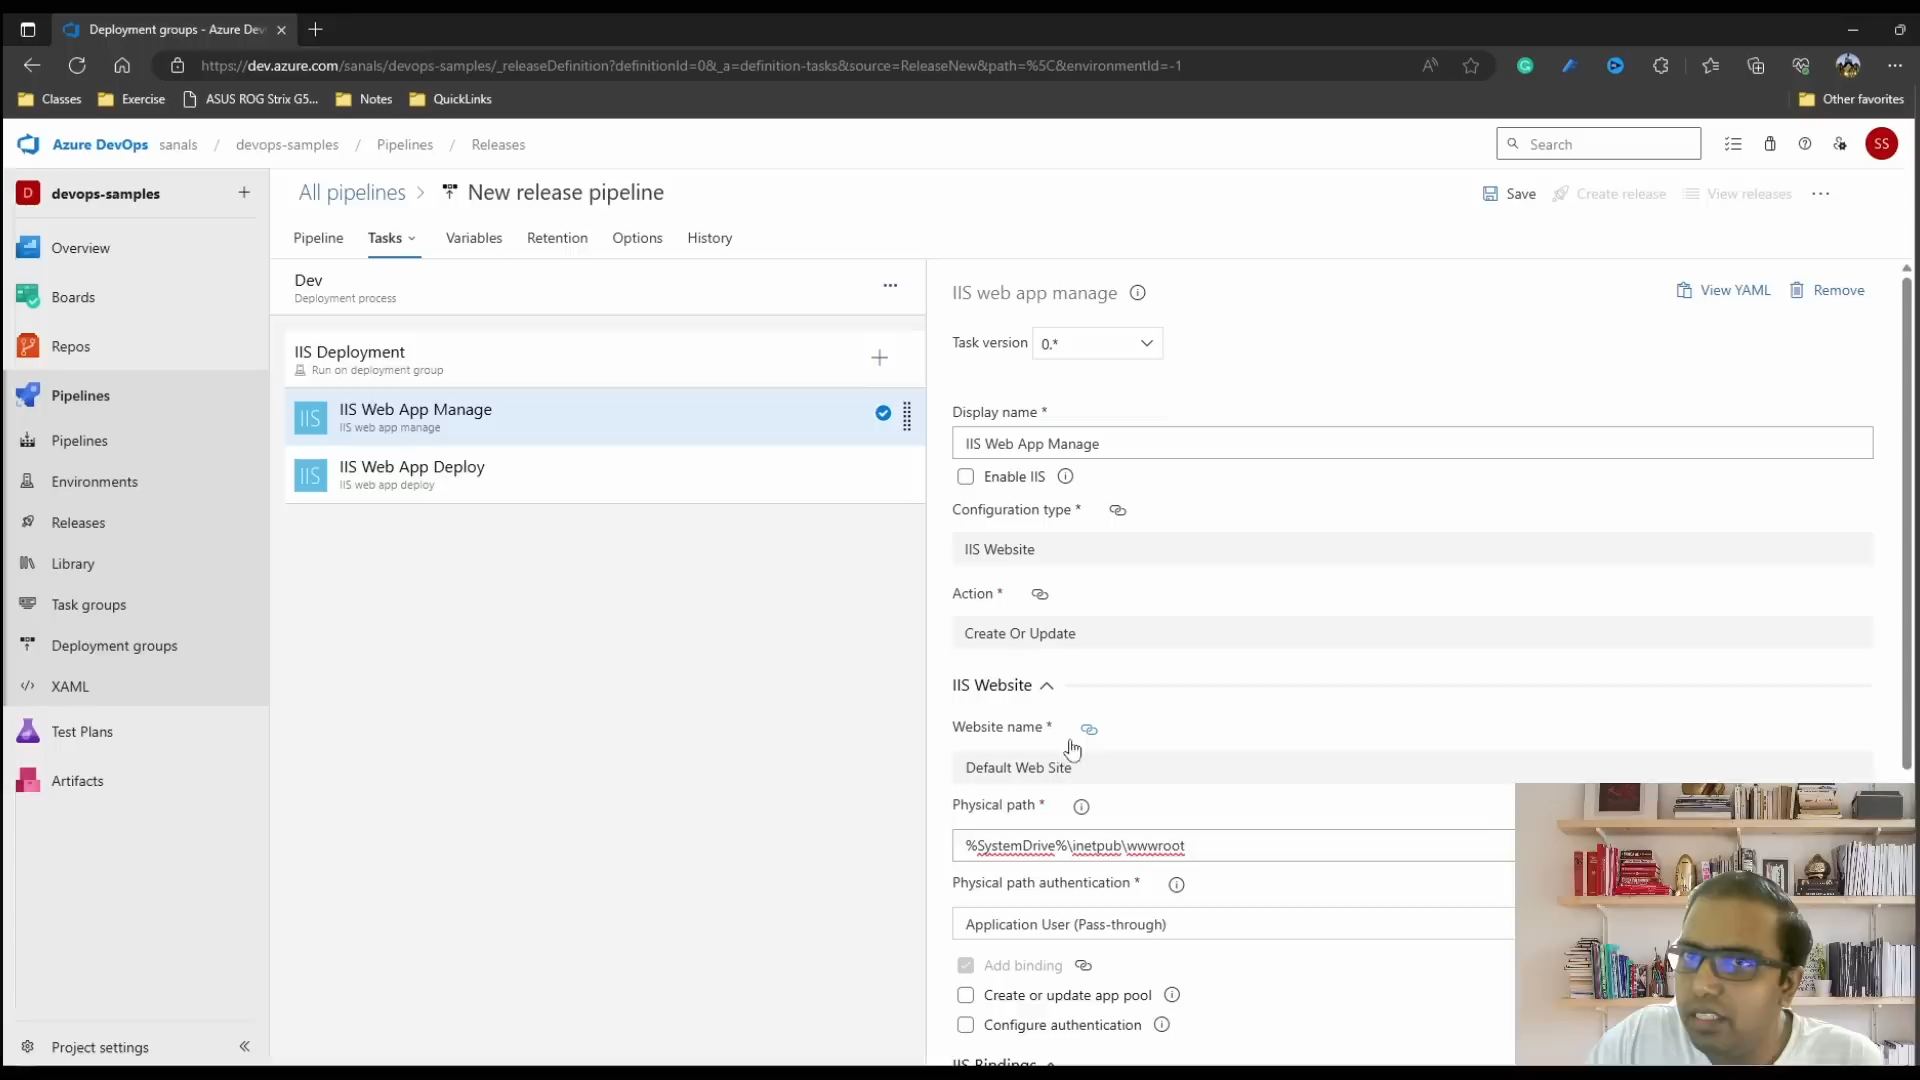 Deployment groups - Azure Dev
https://dev.azure.com/sanals/devops-samples/_releaseDefinition?definitionId=0&_a=definition-tasks&source=ReleaseNew&path=%5C&environmentId=-1
Classes Exercise ASUS ROG Strix G5... Notes QuickLinks Other favorites
Azure DevOps sanals / devops-samples / Pipelines / Releases Search SS
D devops-samples
Overview
Boards
Repos
Pipelines
Pipelines
Environments
Releases
Library
Task groups
Deployment groups
XAML
Test Plans
Artifacts
Project settings
All pipelines > New release pipeline
Save Create release View releases
Pipeline Tasks Variables Retention Options History
Dev
Deployment process
IIS Deployment
Run on deployment group
IIS
IIS Web App Manage
IIS web app manage
IIS
IIS Web App Deploy
IIS web app deploy
IIS web app manage
View YAML Remove
Task version 0.*
Display name *
IIS Web App Manage
Enable IIS
Configuration type *
IIS Website
Action *
Create Or Update
IIS Website
Website name *
Default Web Site
Physical path *
%SystemDrive%\inetpub\wwwroot
Physical path authentication *
Application User (Pass-through)
Add binding
Create or update app pool
Configure authentication
IIS Bindings